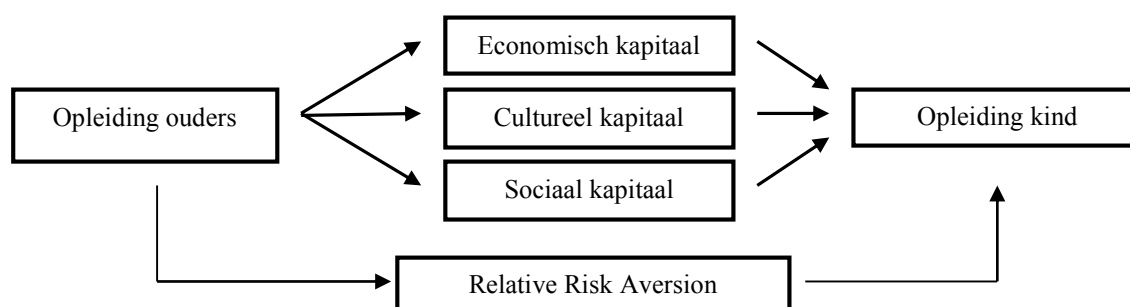 Economisch kapitaal
Opleiding ouders
Cultureel kapitaal
Opleiding kind
Sociaal kapitaal
Relative Risk Aversion